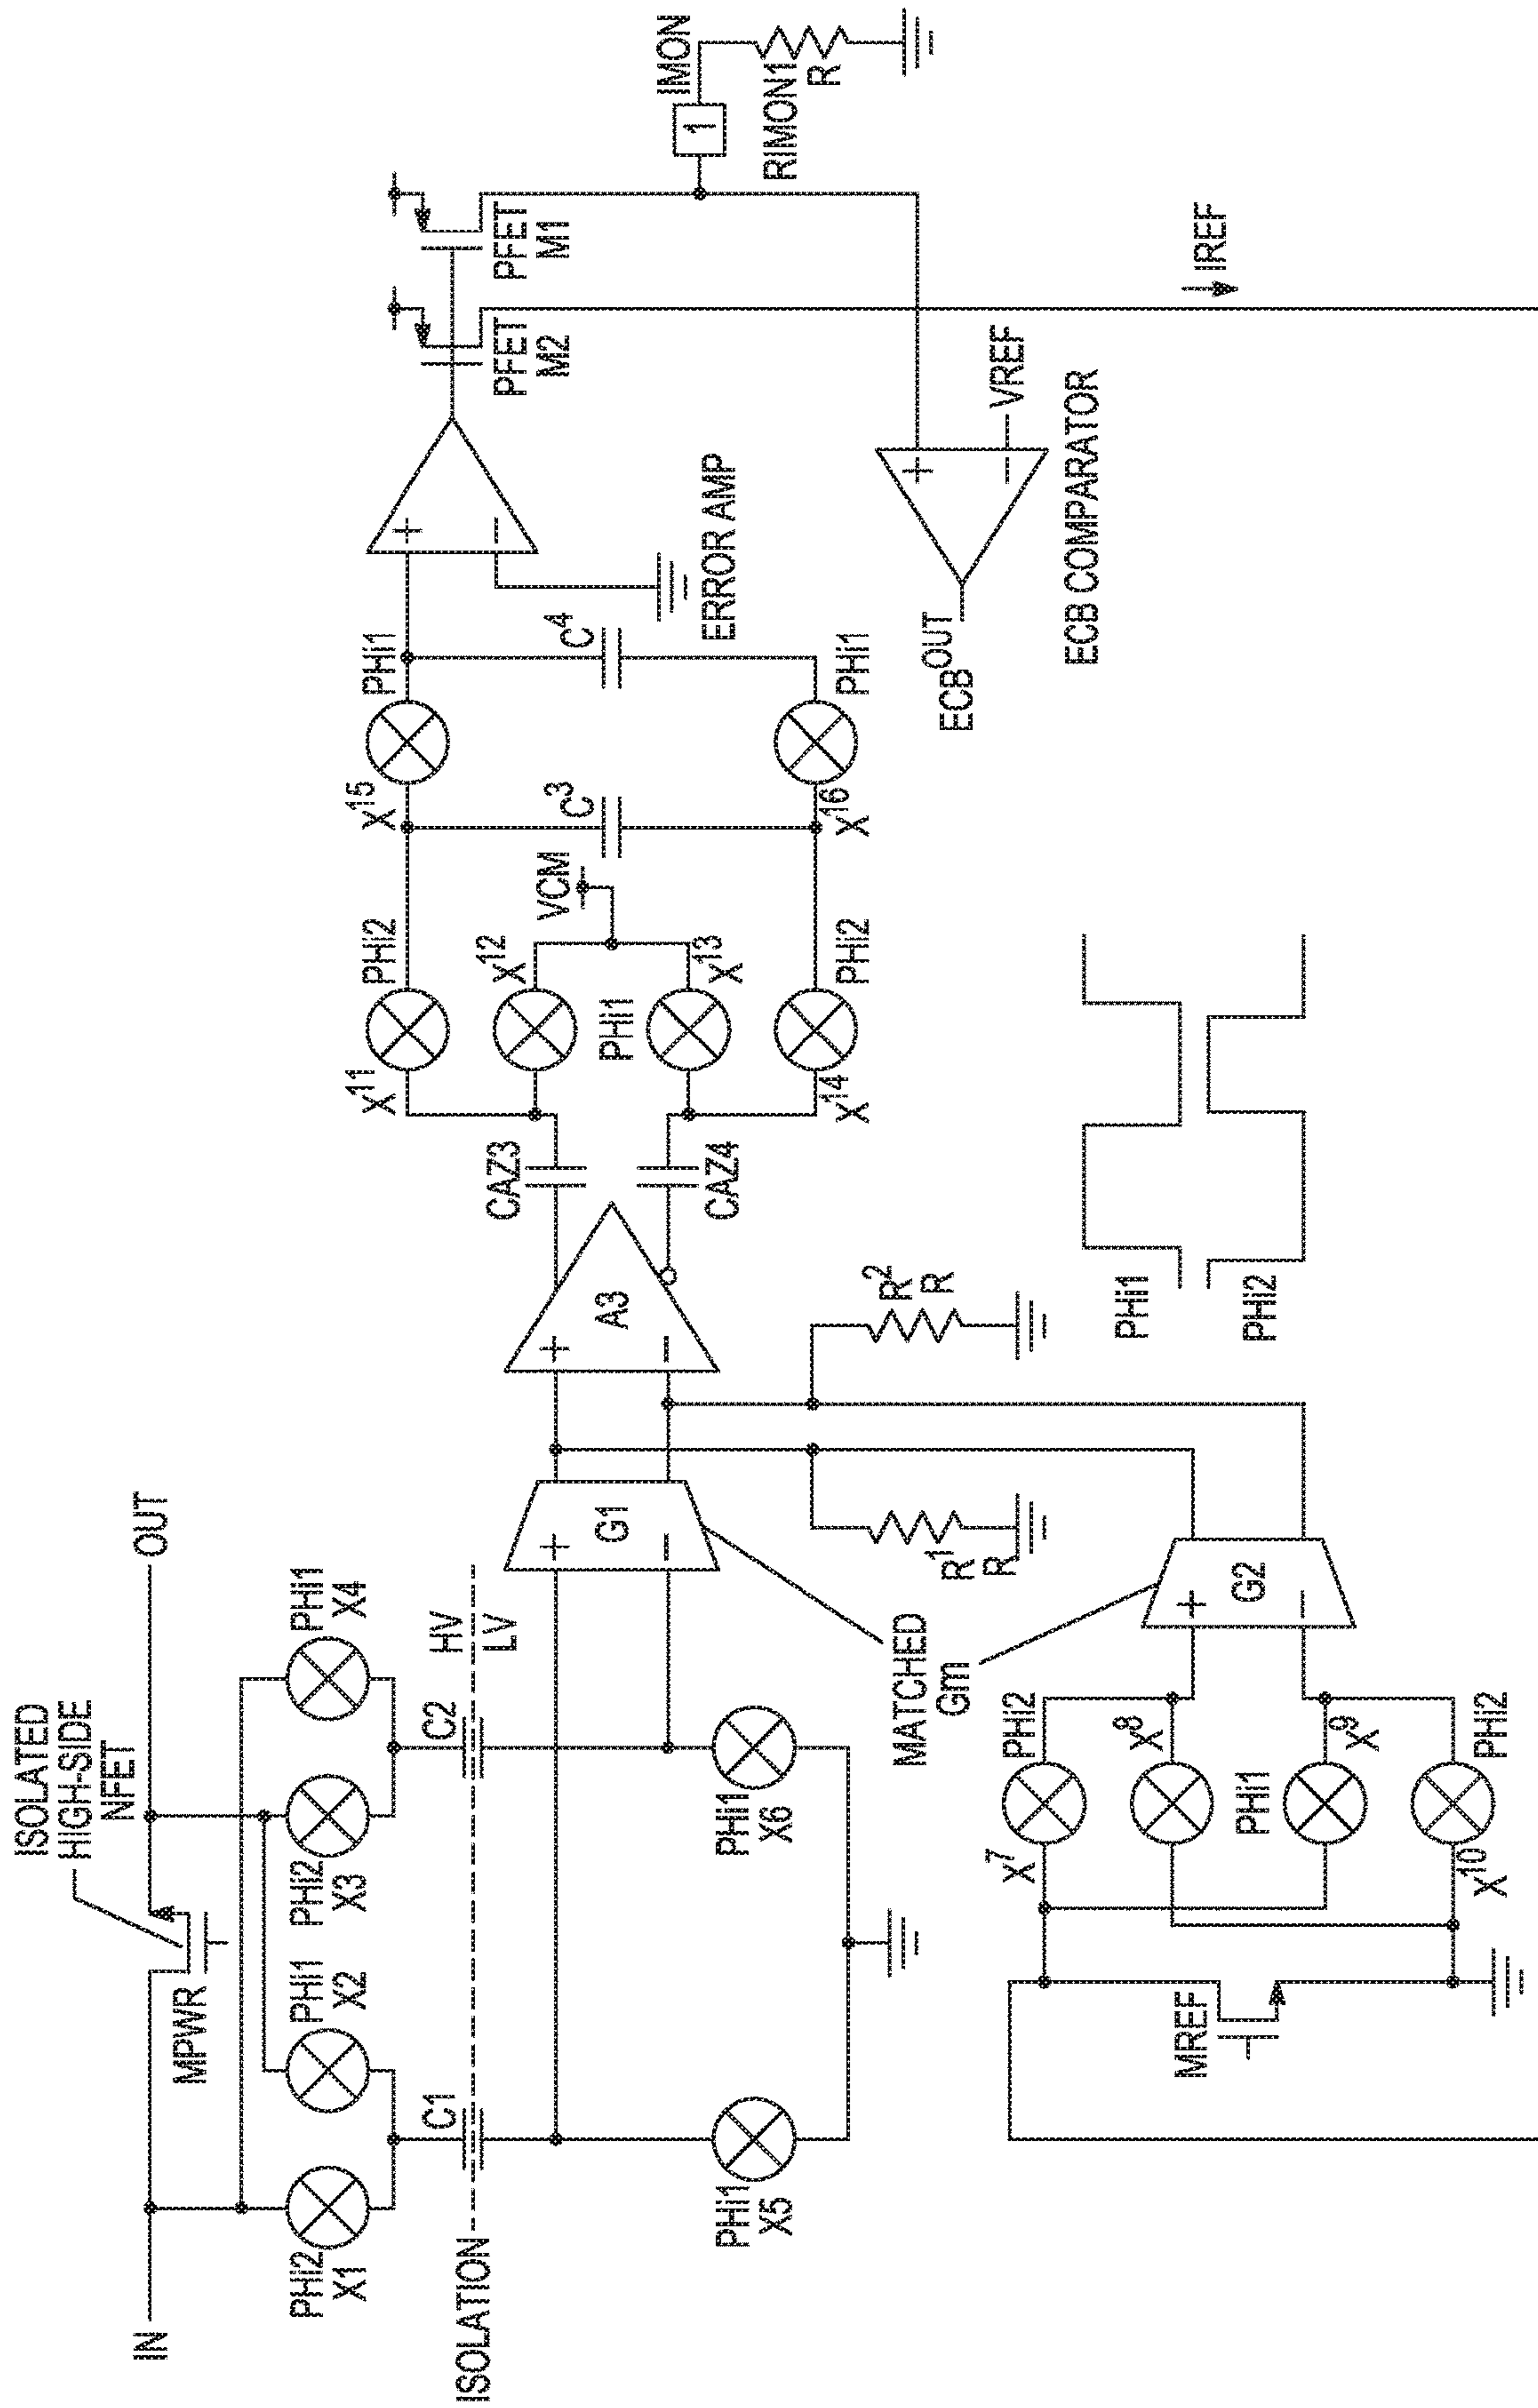 ISOLATED
HIGH-SIDE
NFET
IN
OUT
MPWR
PHi2
X1
PHi1
X2
PHi2
X3
PHi1
X4
C1
C2
ISOLATION
HV
LV
PHi1
X5
PHi1
X6
+
G1
−
MATCHED
Gm
+
A3
−
CAZ3
CAZ4
R1
R
R2
R
X11
PHi2
X12
PHi1
X13
X14
PHi2
VCM
C3
X15
PHi1
X16
PHi1
C4
+
−
ERROR AMP
PFET
M2
PFET
M1
1
IMON
RIMON1
R
ECBOUT
+
−
VREF
ECB COMPARATOR
IREF
MREF
X7
PHi2
X8
PHi1
X9
X10
PHi2
+
G2
−
PHi1
PHi2